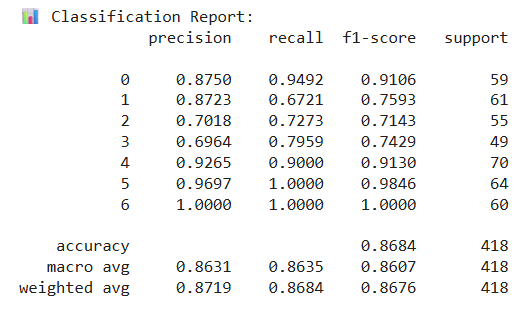 📊 Classification Report:
precision recall f1-score support
0 0.8750 0.9492 0.9106 59
1 0.8723 0.6721 0.7593 61
2 0.7018 0.7273 0.7143 55
3 0.6964 0.7959 0.7429 49
4 0.9265 0.9000 0.9130 70
5 0.9697 1.0000 0.9846 64
6 1.0000 1.0000 1.0000 60
accuracy 0.8684 418
macro avg 0.8631 0.8635 0.8607 418
weighted avg 0.8719 0.8684 0.8676 418